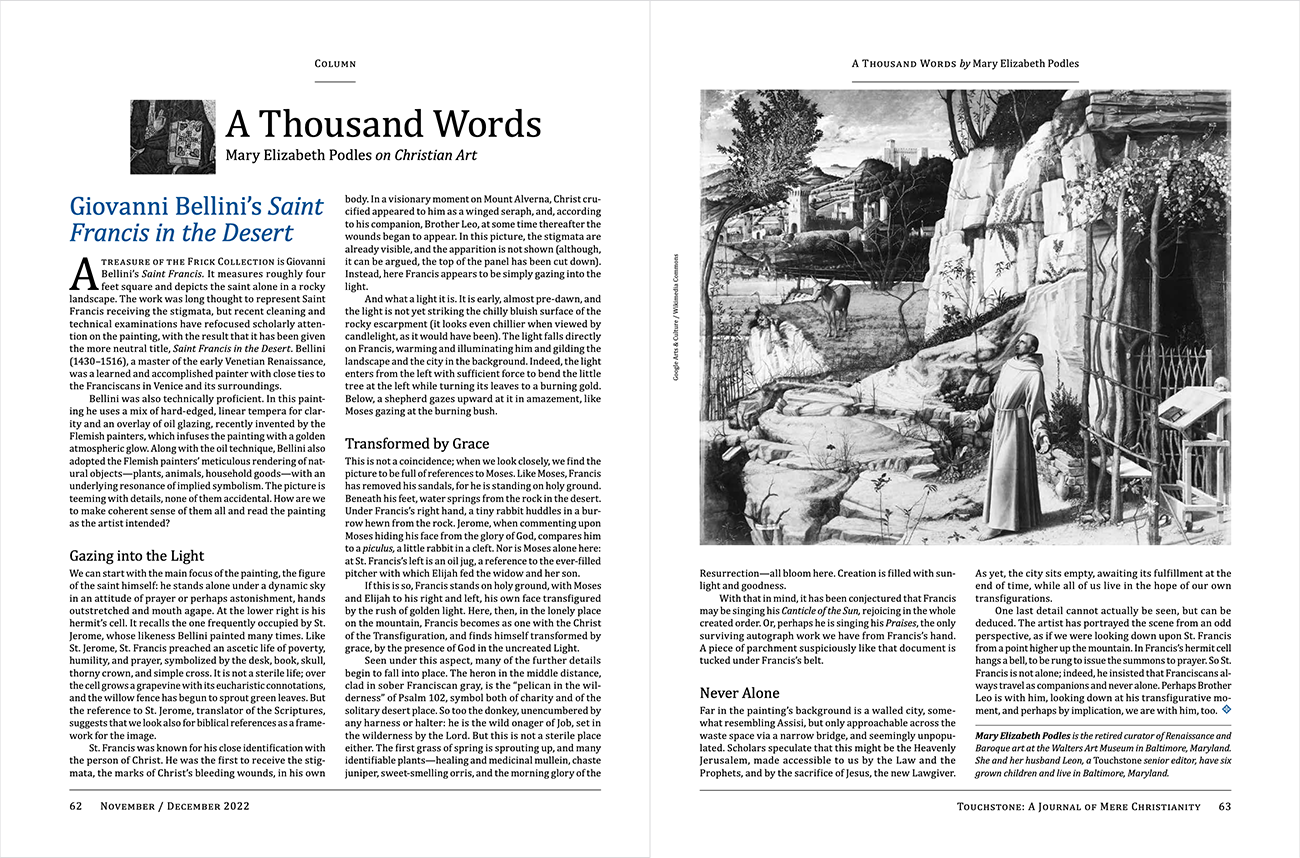 COLUMN
A Thousand Words
Mary Elizabeth Podles on Christian Art
Giovanni Bellini’s Saint
Francis in the Desert
A TREASURE OF THE FRICK COLLECTION is Giovanni
Bellini’s Saint Francis. It measures roughly four
feet square and depicts the saint alone in a rocky
landscape. The work was long thought to represent Saint
Francis receiving the stigmata, but recent cleaning and
technical examinations have refocused scholarly atten-
tion on the painting, with the result that it has been given
the more neutral title, Saint Francis in the Desert. Bellini
(1430–1516), a master of the early Venetian Renaissance,
was a learned and accomplished painter with close ties to
the Franciscans in Venice and its surroundings.
Bellini was also technically proficient. In this paint-
ing he uses a mix of hard-edged, linear tempera for clar-
ity and an overlay of oil glazing, recently invented by the
Flemish painters, which infuses the painting with a golden
atmospheric glow. Along with the oil technique, Bellini also
adopted the Flemish painters’ meticulous rendering of nat-
ural objects—plants, animals, household goods—with an
underlying resonance of implied symbolism. The picture is
teeming with details, none of them accidental. How are we
to make coherent sense of them all and read the painting
as the artist intended?
Gazing into the Light
We can start with the main focus of the painting, the figure
of the saint himself: he stands alone under a dynamic sky
in an attitude of prayer or perhaps astonishment, hands
outstretched and mouth agape. At the lower right is his
hermit’s cell. It recalls the one frequently occupied by St.
Jerome, whose likeness Bellini painted many times. Like
St. Jerome, St. Francis preached an ascetic life of poverty,
humility, and prayer, symbolized by the desk, book, skull,
thorny crown, and simple cross. It is not a sterile life; over
the cell grows a grapevine with its eucharistic connotations,
and the willow fence has begun to sprout green leaves. But
the reference to St. Jerome, translator of the Scriptures,
suggests that we look also for biblical references as a frame-
work for the image.
St. Francis was known for his close identification with
the person of Christ. He was the first to receive the stig-
mata, the marks of Christ’s bleeding wounds, in his own
body. In a visionary moment on Mount Alverna, Christ cru-
cified appeared to him as a winged seraph, and, according
to his companion, Brother Leo, at some time thereafter the
wounds began to appear. In this picture, the stigmata are
already visible, and the apparition is not shown (although,
it can be argued, the top of the panel has been cut down).
Instead, here Francis appears to be simply gazing into the
light.
And what a light it is. It is early, almost pre-dawn, and
the light is not yet striking the chilly bluish surface of the
rocky escarpment (it looks even chillier when viewed by
candlelight, as it would have been). The light falls directly
on Francis, warming and illuminating him and gilding the
landscape and the city in the background. Indeed, the light
enters from the left with sufficient force to bend the little
tree at the left while turning its leaves to a burning gold.
Below, a shepherd gazes upward at it in amazement, like
Moses gazing at the burning bush.
Transformed by Grace
This is not a coincidence; when we look closely, we find the
picture to be full of references to Moses. Like Moses, Francis
has removed his sandals, for he is standing on holy ground.
Beneath his feet, water springs from the rock in the desert.
Under Francis’s right hand, a tiny rabbit huddles in a bur-
row hewn from the rock. Jerome, when commenting upon
Moses hiding his face from the glory of God, compares him
to a piculus, a little rabbit in a cleft. Nor is Moses alone here:
at St. Francis’s left is an oil jug, a reference to the ever-filled
pitcher with which Elijah fed the widow and her son.
If this is so, Francis stands on holy ground, with Moses
and Elijah to his right and left, his own face transfigured
by the rush of golden light. Here, then, in the lonely place
on the mountain, Francis becomes as one with the Christ
of the Transfiguration, and finds himself transformed by
grace, by the presence of God in the uncreated Light.
Seen under this aspect, many of the further details
begin to fall into place. The heron in the middle distance,
clad in sober Franciscan gray, is the “pelican in the wil-
derness” of Psalm 102, symbol both of charity and of the
solitary desert place. So too the donkey, unencumbered by
any harness or halter: he is the wild onager of Job, set in
the wilderness by the Lord. But this is not a sterile place
either. The first grass of spring is sprouting up, and many
identifiable plants—healing and medicinal mullein, chaste
juniper, sweet-smelling orris, and the morning glory of the
62 NOVEMBER / DECEMBER 2022
A THOUSAND WORDS by Mary Elizabeth Podles
Google Arts & Culture / Wikimedia Commons
Resurrection—all bloom here. Creation is filled with sun-
light and goodness.
With that in mind, it has been conjectured that Francis
may be singing his Canticle of the Sun, rejoicing in the whole
created order. Or, perhaps he is singing his Praises, the only
surviving autograph work we have from Francis’s hand.
A piece of parchment suspiciously like that document is
tucked under Francis’s belt.
Never Alone
Far in the painting’s background is a walled city, some-
what resembling Assisi, but only approachable across the
waste space via a narrow bridge, and seemingly unpopu-
lated. Scholars speculate that this might be the Heavenly
Jerusalem, made accessible to us by the Law and the
Prophets, and by the sacrifice of Jesus, the new Lawgiver.
As yet, the city sits empty, awaiting its fulfillment at the
end of time, while all of us live in the hope of our own
transfigurations.
One last detail cannot actually be seen, but can be
deduced. The artist has portrayed the scene from an odd
perspective, as if we were looking down upon St. Francis
from a point higher up the mountain. In Francis’s hermit cell
hangs a bell, to be rung to issue the summons to prayer. So St.
Francis is not alone; indeed, he insisted that Franciscans al-
ways travel as companions and never alone. Perhaps Brother
Leo is with him, looking down at his transfigurative mo-
ment, and perhaps by implication, we are with him, too.
Mary Elizabeth Podles is the retired curator of Renaissance and
Baroque art at the Walters Art Museum in Baltimore, Maryland.
She and her husband Leon, a Touchstone senior editor, have six
grown children and live in Baltimore, Maryland.
TOUCHSTONE: A JOURNAL OF MERE CHRISTIANITY 63